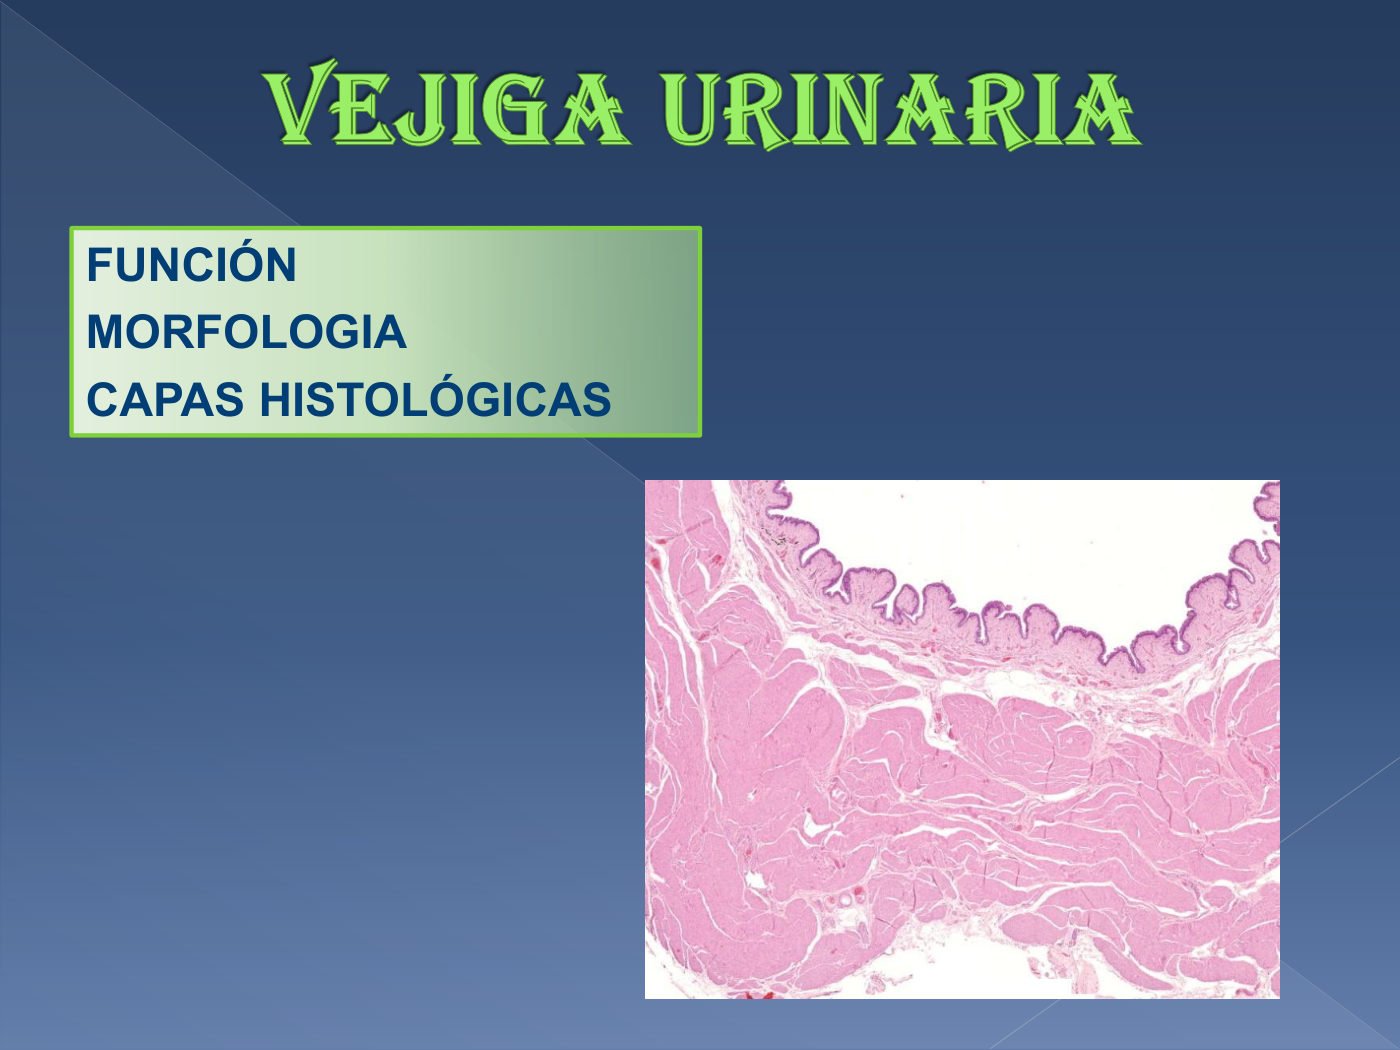 VEJIGA URINARIA
FUNCIÓN
MORFOLOGIA
CAPAS HISTOLÓGICAS